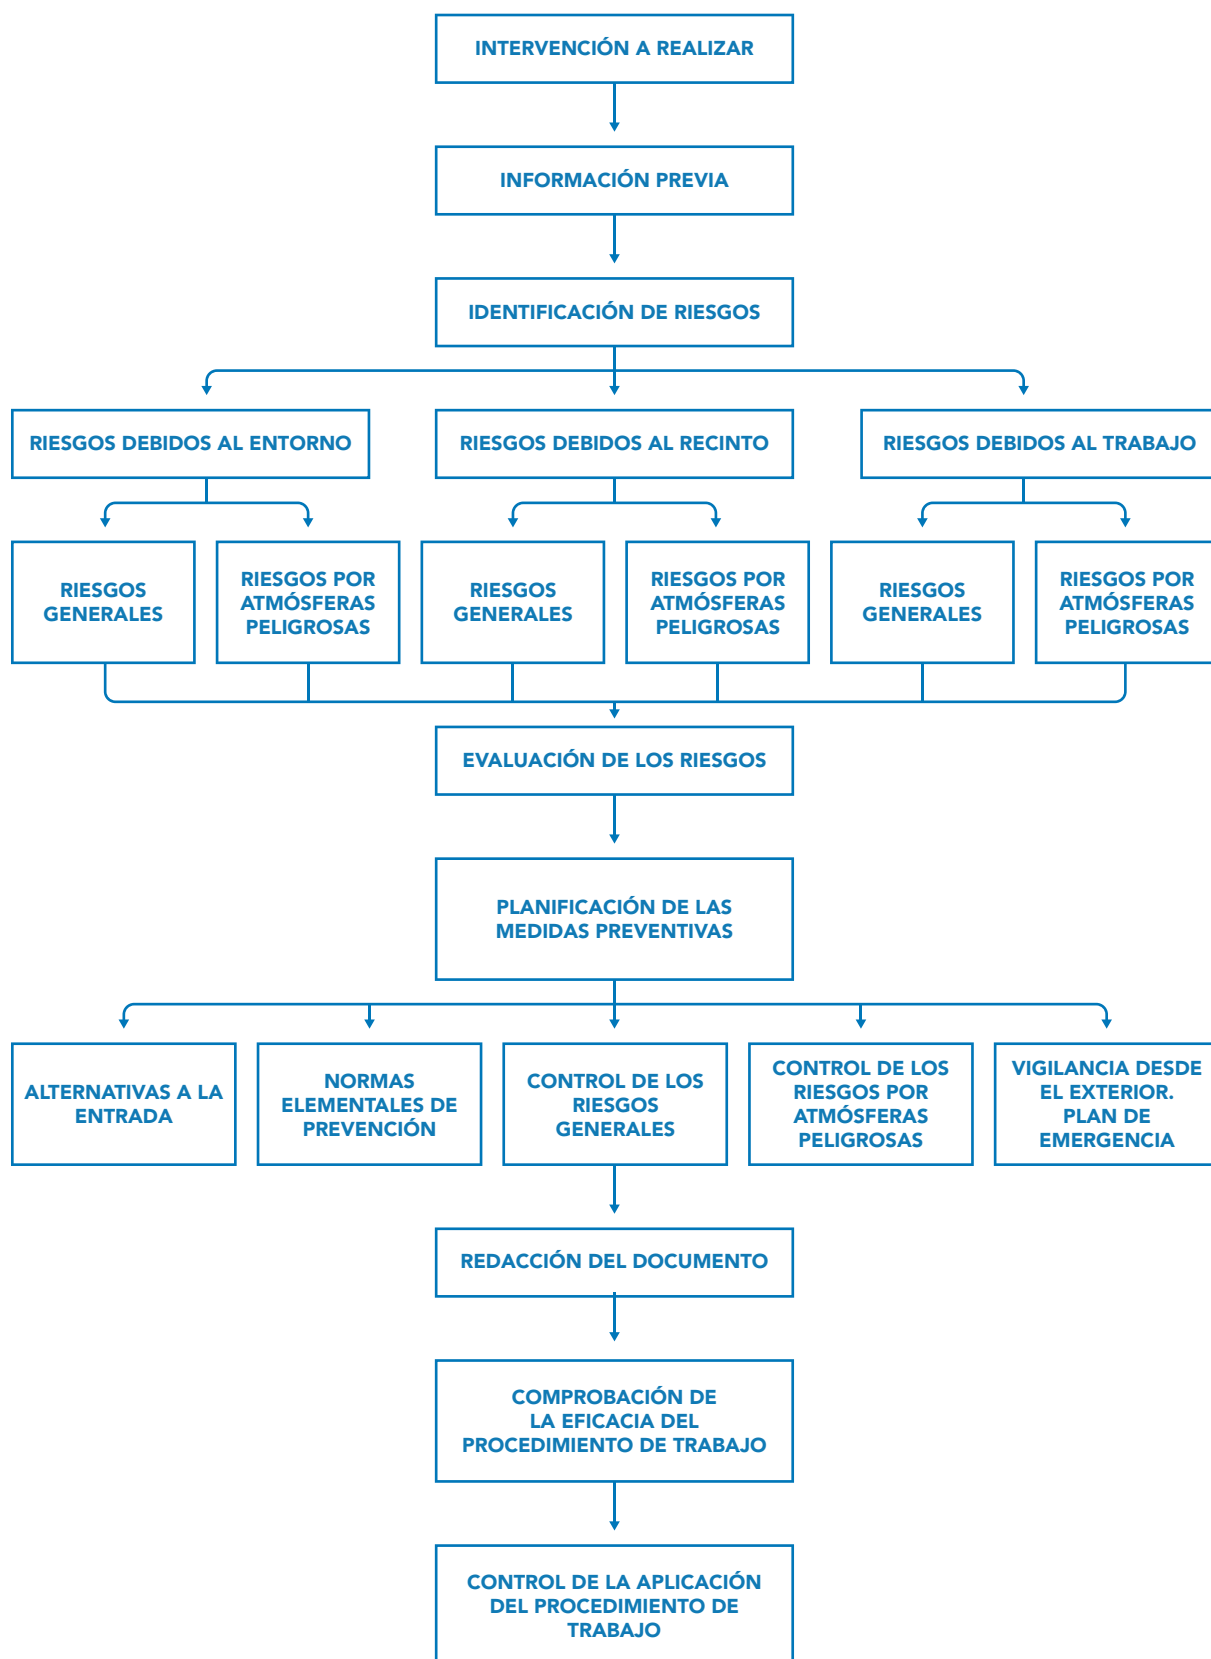 INTERVENCIÓN A REALIZAR
INFORMACIÓN PREVIA
IDENTIFICACIÓN DE RIESGOS
RIESGOS DEBIDOS AL ENTORNO
RIESGOS DEBIDOS AL RECINTO
RIESGOS DEBIDOS AL TRABAJO
RIESGOS
GENERALES
RIESGOS POR
ATMÓSFERAS
PELIGROSAS
RIESGOS
GENERALES
RIESGOS POR
ATMÓSFERAS
PELIGROSAS
RIESGOS
GENERALES
RIESGOS POR
ATMÓSFERAS
PELIGROSAS
EVALUACIÓN DE LOS RIESGOS
PLANIFICACIÓN DE LAS
MEDIDAS PREVENTIVAS
ALTERNATIVAS A LA
ENTRADA
NORMAS
ELEMENTALES DE
PREVENCIÓN
CONTROL DE LOS
RIESGOS
GENERALES
CONTROL DE LOS
RIESGOS POR
ATMÓSFERAS
PELIGROSAS
VIGILANCIA DESDE
EL EXTERIOR.
PLAN DE
EMERGENCIA
REDACCIÓN DEL DOCUMENTO
COMPROBACIÓN DE
LA EFICACIA DEL
PROCEDIMIENTO DE TRABAJO
CONTROL DE LA APLICACIÓN
DEL PROCEDIMIENTO DE
TRABAJO